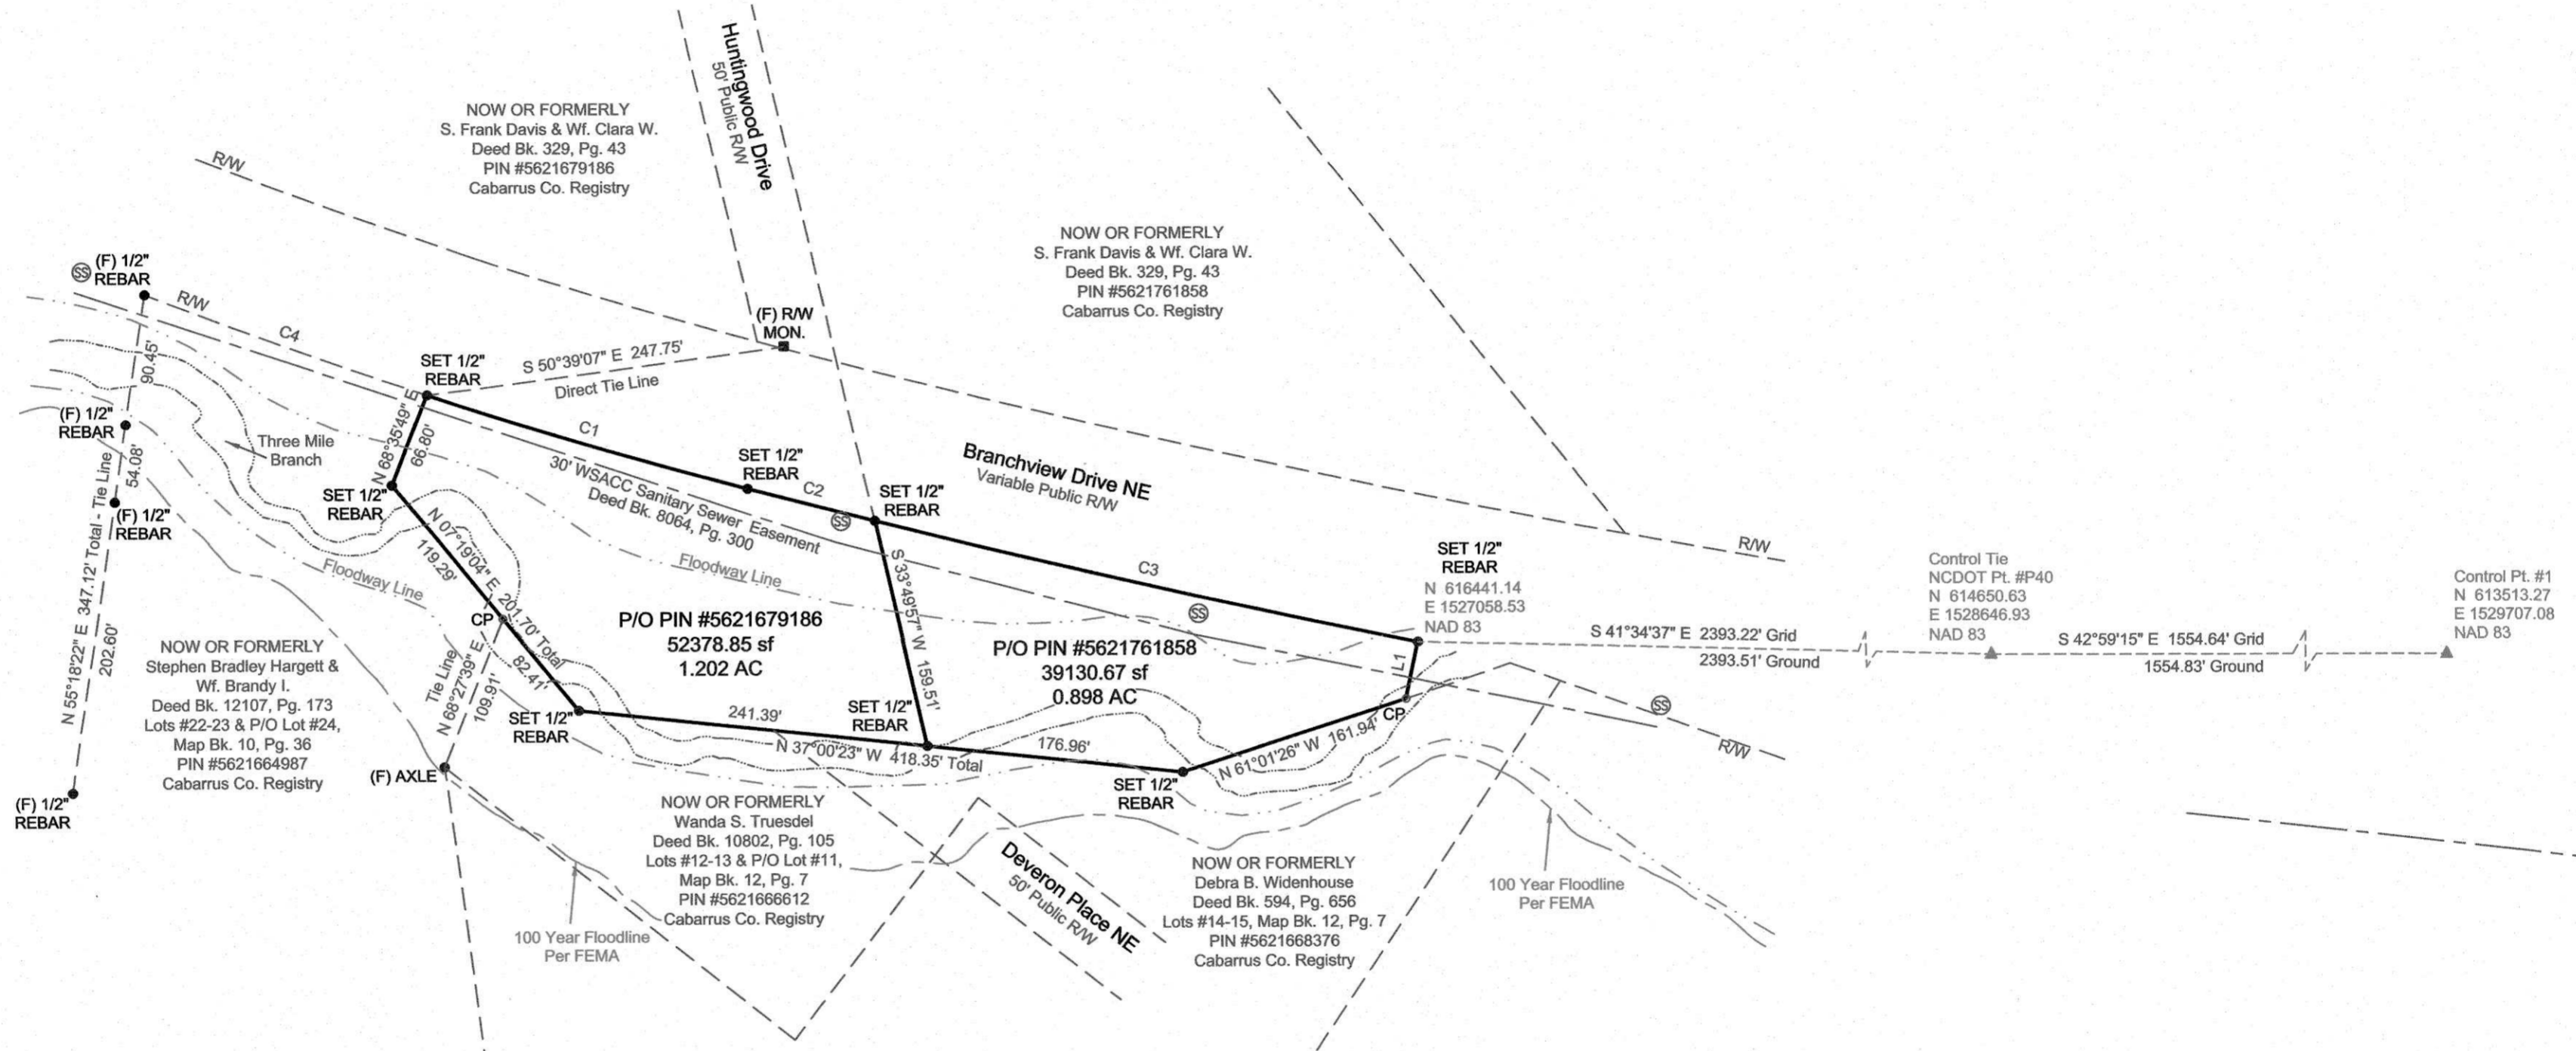 Huntingwood Drive
50' Public R/W
NOW OR FORMERLY
S. Frank Davis & Wf. Clara W.
Deed Bk. 329, Pg. 43
PIN #5621679186
Cabarrus Co. Registry
R/W
NOW OR FORMERLY
S. Frank Davis & Wf. Clara W.
Deed Bk. 329, Pg. 43
PIN #5621761858
Cabarrus Co. Registry
SS
(F) 1/2"
REBAR
R/W
C4
(F) R/W
MON.
S 50°39'07" E 247.75'
Direct Tie Line
SET 1/2"
REBAR
90.45'
(F) 1/2"
REBAR
Three Mile
Branch
N 68°35'49" E
66.80'
C1
SET 1/2"
REBAR
C2
SET 1/2"
REBAR
Branchview Drive NE
Variable Public R/W
30' WSACC Sanitary Sewer Easement
Deed Bk. 8064, Pg. 300
SS
54.08'
(F) 1/2"
REBAR
SET 1/2"
REBAR
N 07°19'04" E 201.70' Total
119.29'
82.41'
Floodway Line
Floodway Line
S 33°49'57" W 159.51'
C3
SS
R/W
SET 1/2"
REBAR
N 616441.14
E 1527058.53
NAD 83
Control Tie
NCDOT Pt. #P40
N 614650.63
E 1528646.93
NAD 83
Control Pt. #1
N 613513.27
E 1529707.08
NAD 83
S 41°34'37" E 2393.22' Grid
2393.51' Ground
S 42°59'15" E 1554.64' Grid
1554.83' Ground
N 55°18'22" E 347.12' Total - Tie Line
202.60'
CP
P/O PIN #5621679186
52378.85 sf
1.202 AC
P/O PIN #5621761858
39130.67 sf
0.898 AC
L1
CP
SS
R/W
NOW OR FORMERLY
Stephen Bradley Hargett &
Wf. Brandy I.
Deed Bk. 12107, Pg. 173
Lots #22-23 & P/O Lot #24,
Map Bk. 10, Pg. 36
PIN #5621664987
Cabarrus Co. Registry
Tie Line
N 68°27'39" E
109.91'
SET 1/2"
REBAR
241.39'
SET 1/2"
REBAR
N 37°00'23" W 418.35' Total
176.96'
SET 1/2"
REBAR
N 61°01'26" W 161.94'
(F) AXLE
(F) 1/2"
REBAR
NOW OR FORMERLY
Wanda S. Truesdel
Deed Bk. 10802, Pg. 105
Lots #12-13 & P/O Lot #11,
Map Bk. 12, Pg. 7
PIN #5621666612
Cabarrus Co. Registry
Deveron Place NE
50' Public R/W
NOW OR FORMERLY
Debra B. Widenhouse
Deed Bk. 594, Pg. 656
Lots #14-15, Map Bk. 12, Pg. 7
PIN #5621668376
Cabarrus Co. Registry
100 Year Floodline
Per FEMA
100 Year Floodline
Per FEMA